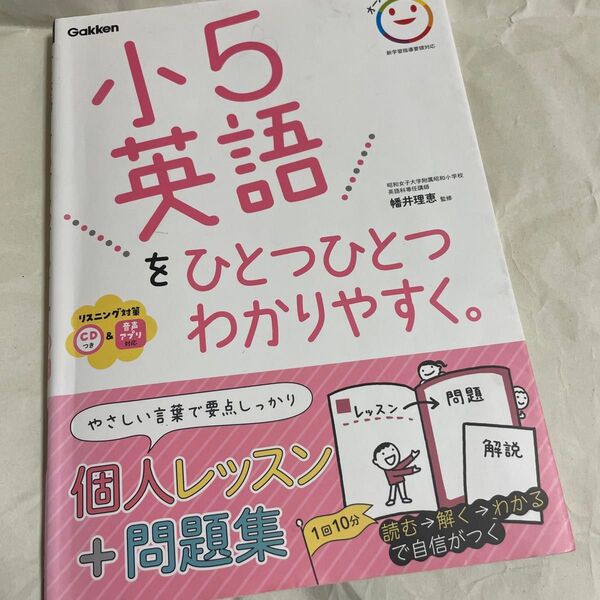 Gakken
オー
新学習指導要領対応
小5
英語
を ひとつひとつ
わかりやすく。
昭和女子大学附属昭和小学校
英語科専任講師
幡井理恵 監修
リスニング対策
CD つき & 音声アプリ 対応
やさしい言葉で要点しっかり
個人レッスン
+問題集
レッスン
問題
解説
1回10分
読む→解く→わかる
で自信がつく